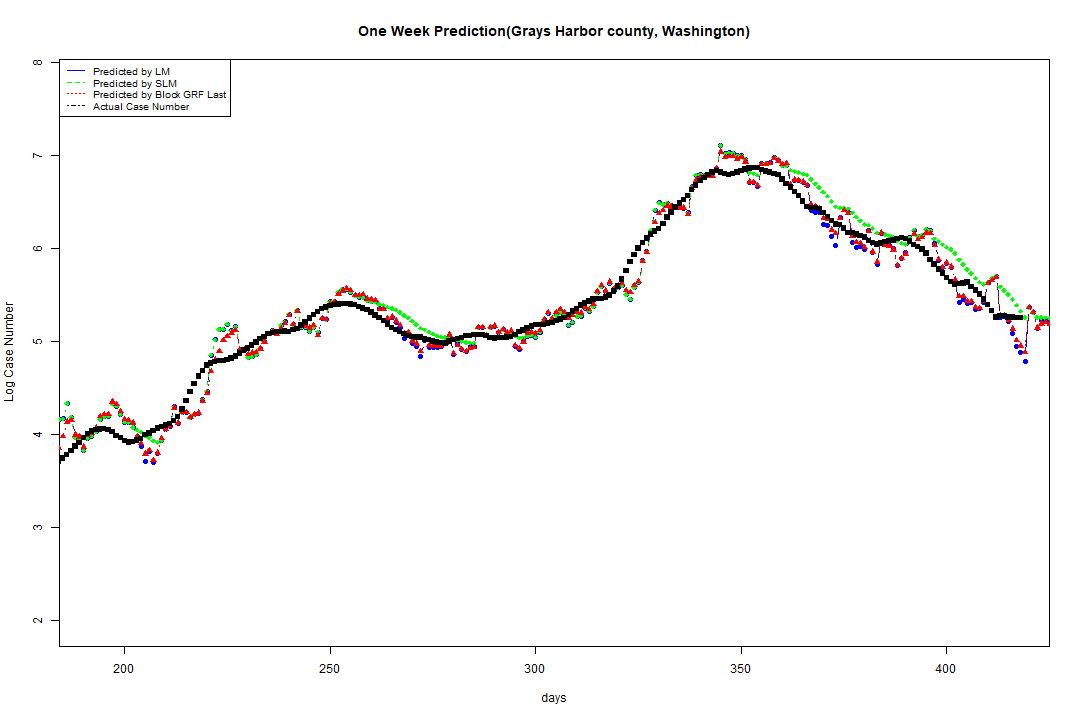 One Week Prediction(Grays Harbor county, Washington)
Predicted by LM
Predicted by SLM
Predicted by Block GRF Last
Actual Case Number
Log Case Number
8
7
6
5
4
3
2
200 250 300 350 400
days